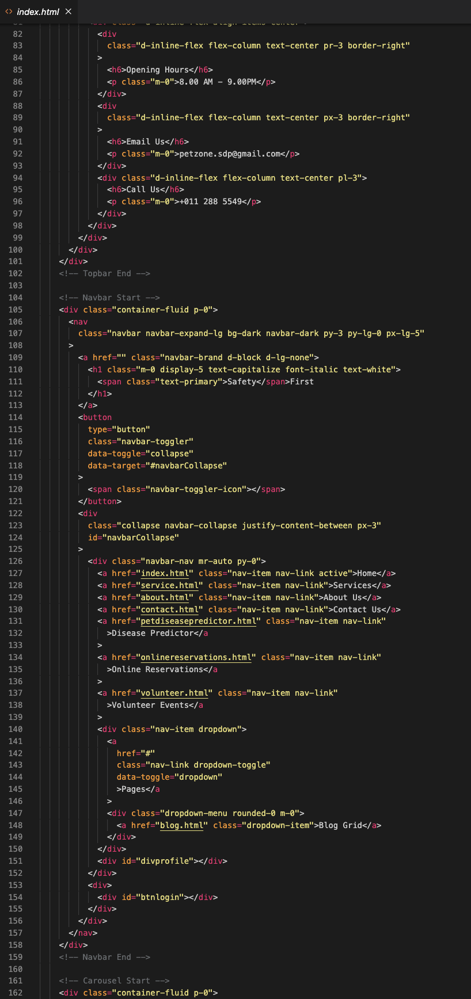 index.html
81 <div class="d-inline-flex align-items-center">
82 <div
83 class="d-inline-flex flex-column text-center pr-3 border-right"
84 >
85 <h6>Opening Hours</h6>
86 <p class="m-0">8.00 AM - 9.00PM</p>
87 </div>
88 <div
89 class="d-inline-flex flex-column text-center px-3 border-right"
90 >
91 <h6>Email Us</h6>
92 <p class="m-0">petzone.sdp@gmail.com</p>
93 </div>
94 <div class="d-inline-flex flex-column text-center pl-3">
95 <h6>Call Us</h6>
96 <p class="m-0">+011 288 5549</p>
97 </div>
98 </div>
99 </div>
100 </div>
101 </div>
102 <!-- Topbar End -->
103
104 <!-- Navbar Start -->
105 <div class="container-fluid p-0">
106 <nav
107 class="navbar navbar-expand-lg bg-dark navbar-dark py-3 py-lg-0 px-lg-5"
108 >
109 <a href="" class="navbar-brand d-block d-lg-none">
110 <h1 class="m-0 display-5 text-capitalize font-italic text-white">
111 <span class="text-primary">Safety</span>First
112 </h1>
113 </a>
114 <button
115 type="button"
116 class="navbar-toggler"
117 data-toggle="collapse"
118 data-target="#navbarCollapse"
119 >
120 <span class="navbar-toggler-icon"></span>
121 </button>
122 <div
123 class="collapse navbar-collapse justify-content-between px-3"
124 id="navbarCollapse"
125 >
126 <div class="navbar-nav mr-auto py-0">
127 <a href="index.html" class="nav-item nav-link active">Home</a>
128 <a href="service.html" class="nav-item nav-link">Services</a>
129 <a href="about.html" class="nav-item nav-link">About Us</a>
130 <a href="contact.html" class="nav-item nav-link">Contact Us</a>
131 <a href="petdiseasepredictor.html" class="nav-item nav-link"
132 >Disease Predictor</a
133 >
134 <a href="onlinereservations.html" class="nav-item nav-link"
135 >Online Reservations</a
136 >
137 <a href="volunteer.html" class="nav-item nav-link"
138 >Volunteer Events</a
139 >
140 <div class="nav-item dropdown">
141 <a
142 href="#"
143 class="nav-link dropdown-toggle"
144 data-toggle="dropdown"
145 >Pages</a
146 >
147 <div class="dropdown-menu rounded-0 m-0">
148 <a href="blog.html" class="dropdown-item">Blog Grid</a>
149 </div>
150 </div>
151 <div id="divprofile"></div>
152 </div>
153 <div>
154 <div id="btnlogin"></div>
155 </div>
156 </div>
157 </nav>
158 </div>
159 <!-- Navbar End -->
160
161 <!-- Carousel Start -->
162 <div class="container-fluid p-0">